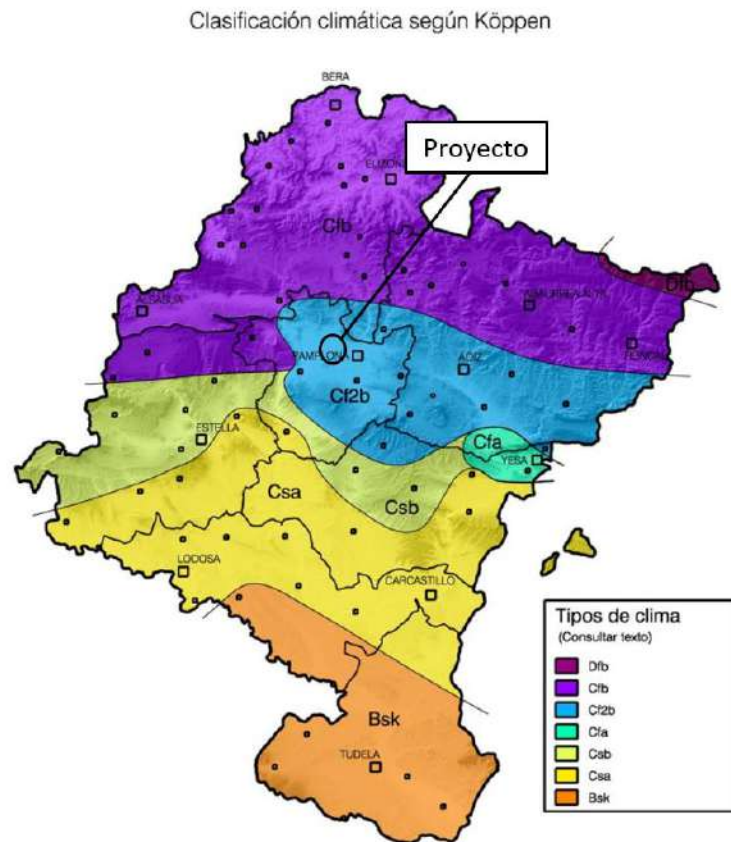 Clasificación climática según Köppen
BERA
Proyecto
Cfb
Dfb
ALSASUA
PAMPLONA
AOIZ
Cf2b
ESTELLA
Cfa
YESA
Csa
Csb
LODOSA
CARCASTILLO
Bsk
TUDELA
Tipos de clima
(Consultar texto)
Dfb
Cfb
Cf2b
Cfa
Csb
Csa
Bsk